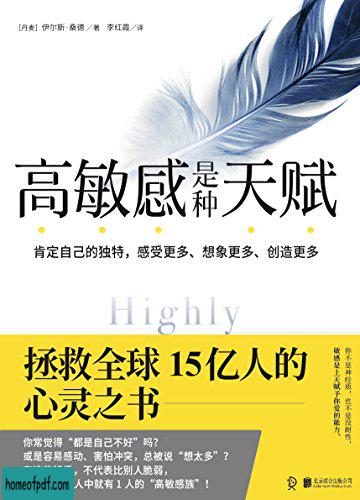 [丹麦] 伊尔斯·桑德 / 著 李红霞 / 译
高敏感是种天赋
肯定自己的独特，感受更多、想象更多、创造更多
Highly
拯救全球 15亿人的
心灵之书
你不是神经质，也不是没耐性，
敏感是上天赋予你爱的能力。
你常觉得“都是自己不好”吗？
或是容易感动、害怕冲突，总被说“想太多”？
不代表比别人脆弱，
人中就有 1 人的“高敏感族”！
homeofpdf.com
北京联合出版公司